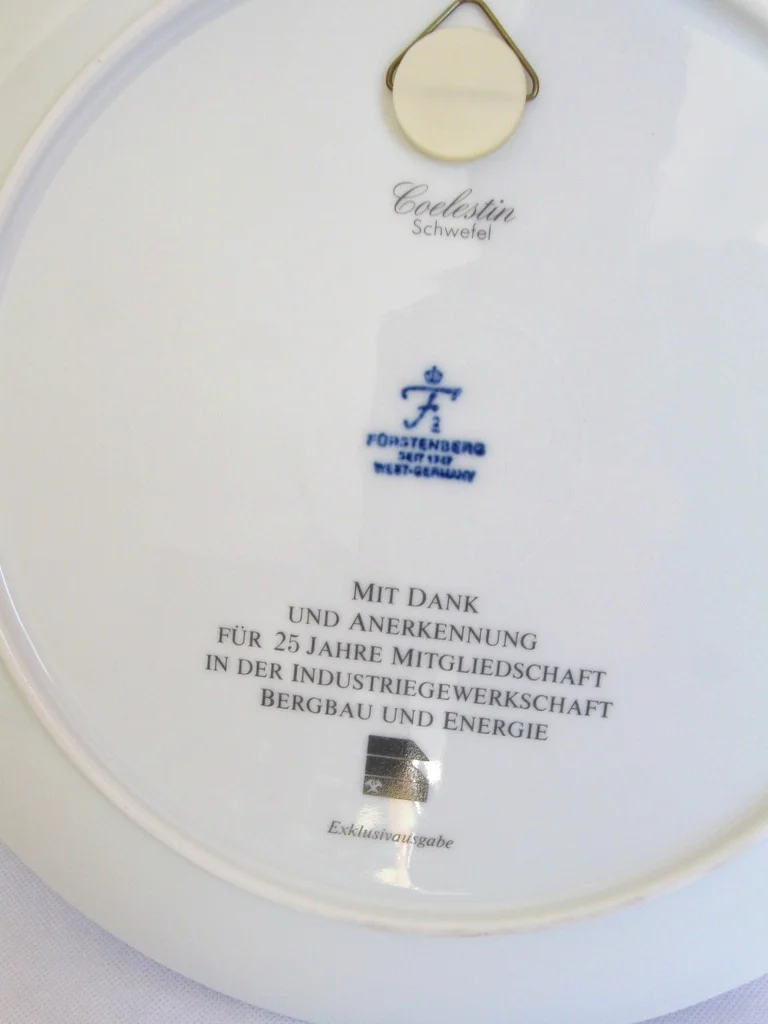 Coelestin
Schwefel
F
2
FÜRSTENBERG
SEIT 1747
WEST-GERMANY
MIT DANK
UND ANERKENNUNG
FÜR 25 JAHRE MITGLIEDSCHAFT
IN DER INDUSTRIEGEWERKSCHAFT
BERGBAU UND ENERGIE
Exklusivausgabe